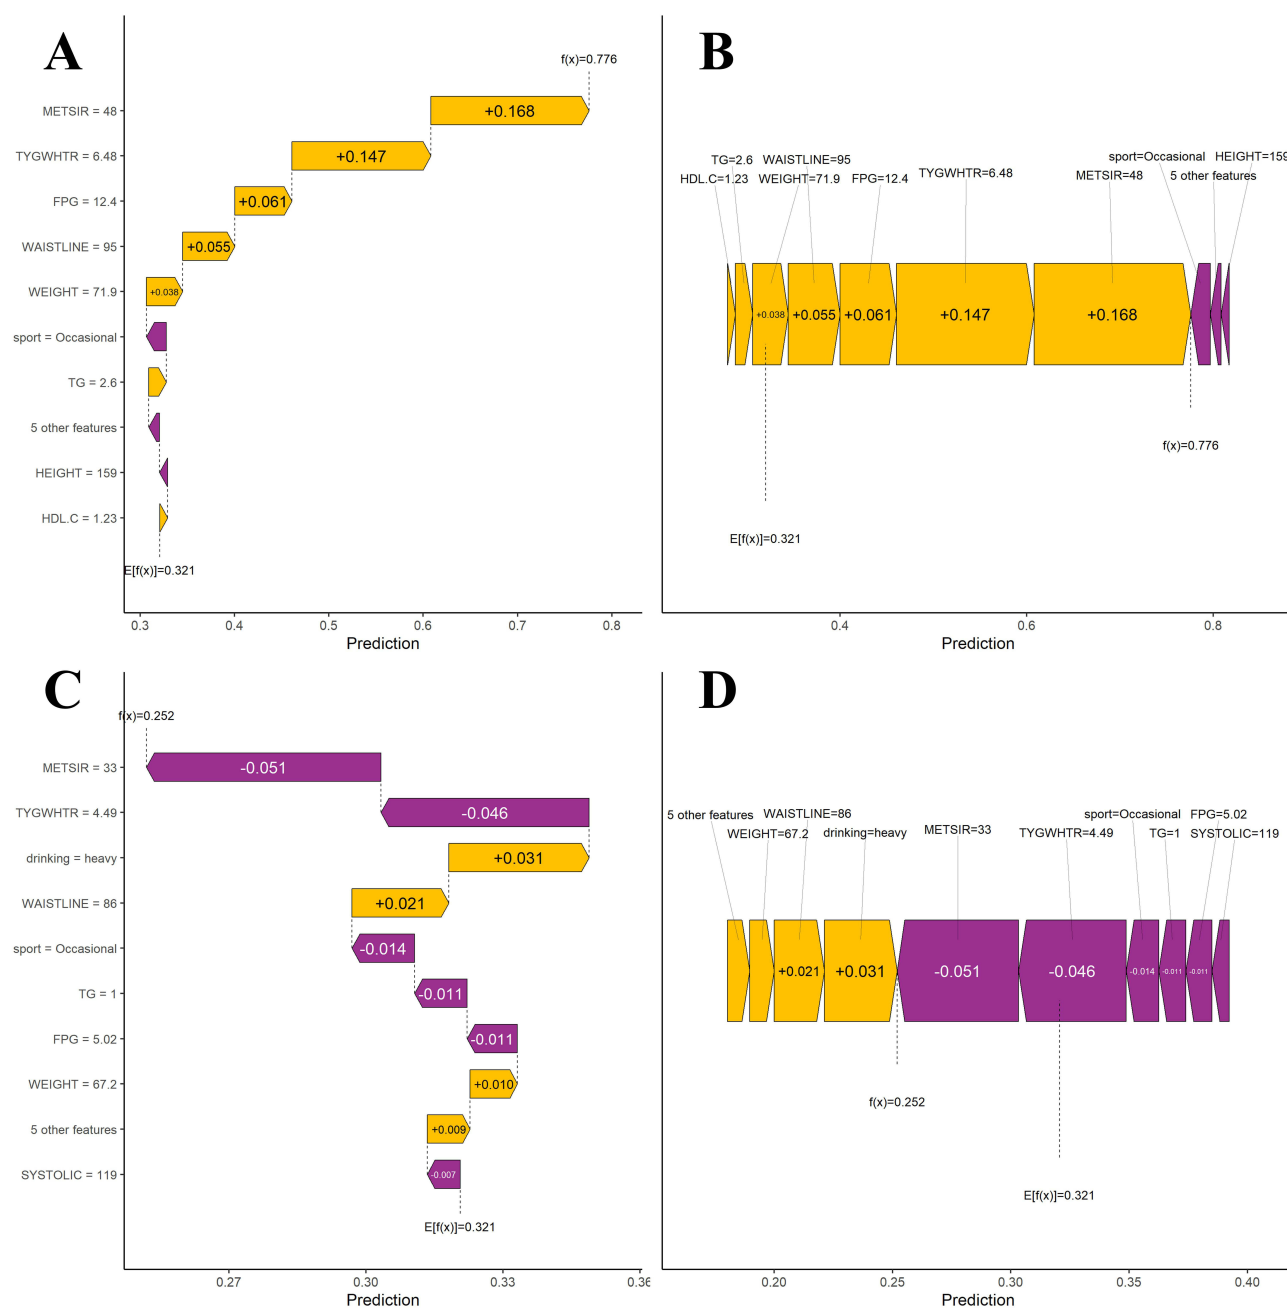 A
f(x)=0.776
METSIR = 48
+0.168
TYGWHTR = 6.48
+0.147
FPG = 12.4
+0.061
WAISTLINE = 95
+0.055
WEIGHT = 71.9
+0.038
sport = Occasional
TG = 2.6
5 other features
HEIGHT = 159
HDL.C = 1.23
E[f(x)]=0.321
0.3 0.4 0.5 0.6 0.7 0.8
Prediction
B
TG=2.6 WAISTLINE=95 sport=Occasional HEIGHT=159
HDL.C=1.23 WEIGHT=71.9 FPG=12.4 TYGWHTR=6.48 METSIR=48 5 other features
+0.038 +0.055 +0.061 +0.147 +0.168
f(x)=0.776
E[f(x)]=0.321
0.4 0.6 0.8
Prediction
C
f(x)=0.252
METSIR = 33
-0.051
TYGWHTR = 4.49
-0.046
drinking = heavy
+0.031
WAISTLINE = 86
+0.021
sport = Occasional
-0.014
TG = 1
-0.011
FPG = 5.02
-0.011
WEIGHT = 67.2
+0.010
5 other features
+0.009
SYSTOLIC = 119
-0.007
E[f(x)]=0.321
0.27 0.30 0.33 0.36
Prediction
D
5 other features WAISTLINE=86 sport=Occasional FPG=5.02
WEIGHT=67.2 drinking=heavy METSIR=33 TYGWHTR=4.49 TG=1 SYSTOLIC=119
+0.021 +0.031 -0.051 -0.046 -0.014 -0.011 -0.011
f(x)=0.252
E[f(x)]=0.321
0.20 0.25 0.30 0.35 0.40
Prediction